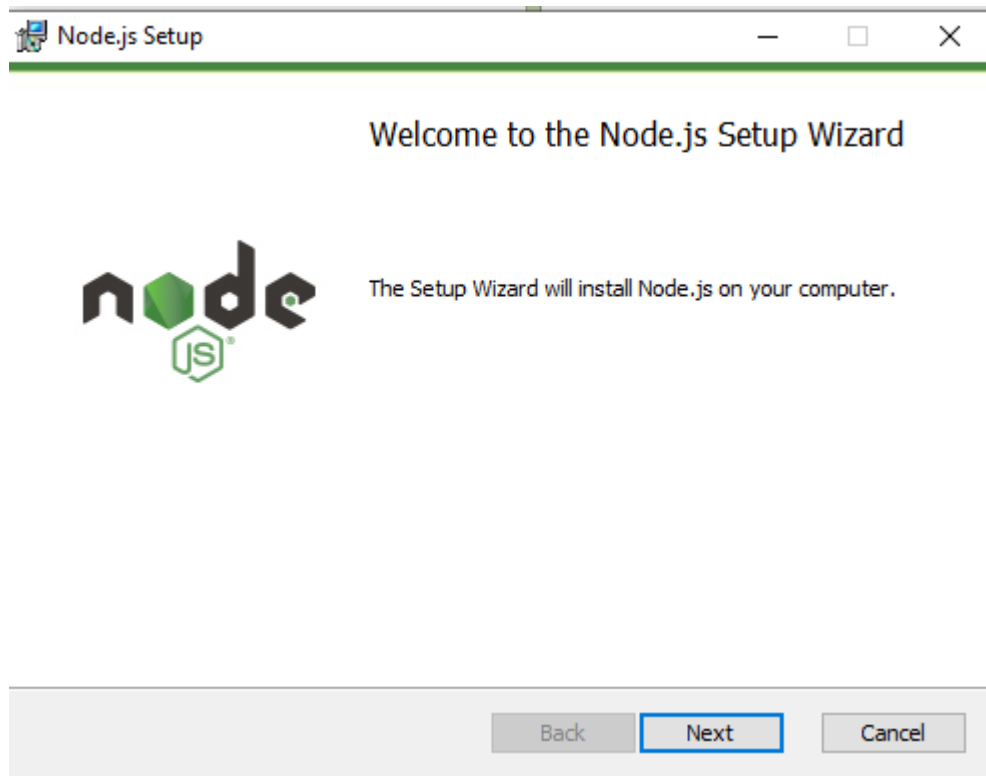 Node.js Setup
Welcome to the Node.js Setup Wizard
The Setup Wizard will install Node.js on your computer.
node
JS®
Back
Next
Cancel